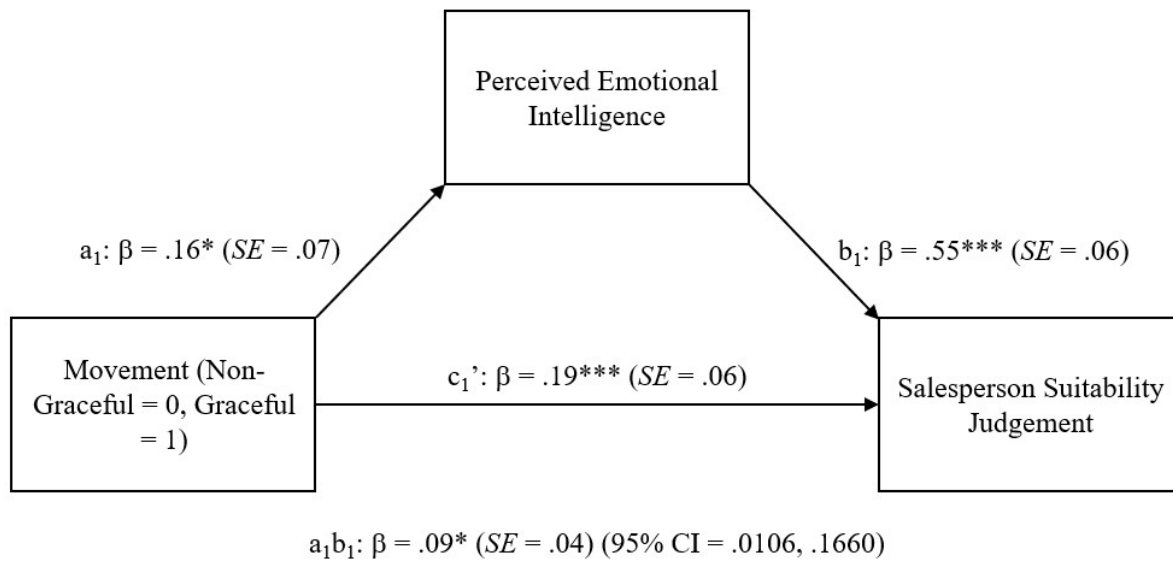 Perceived Emotional
Intelligence
a₁: β = .16* (SE = .07)
b₁: β = .55*** (SE = .06)
Movement (Non-
Graceful = 0, Graceful
= 1)
c₁’: β = .19*** (SE = .06)
Salesperson Suitability
Judgement
a₁b₁: β = .09* (SE = .04) (95% CI = .0106, .1660)